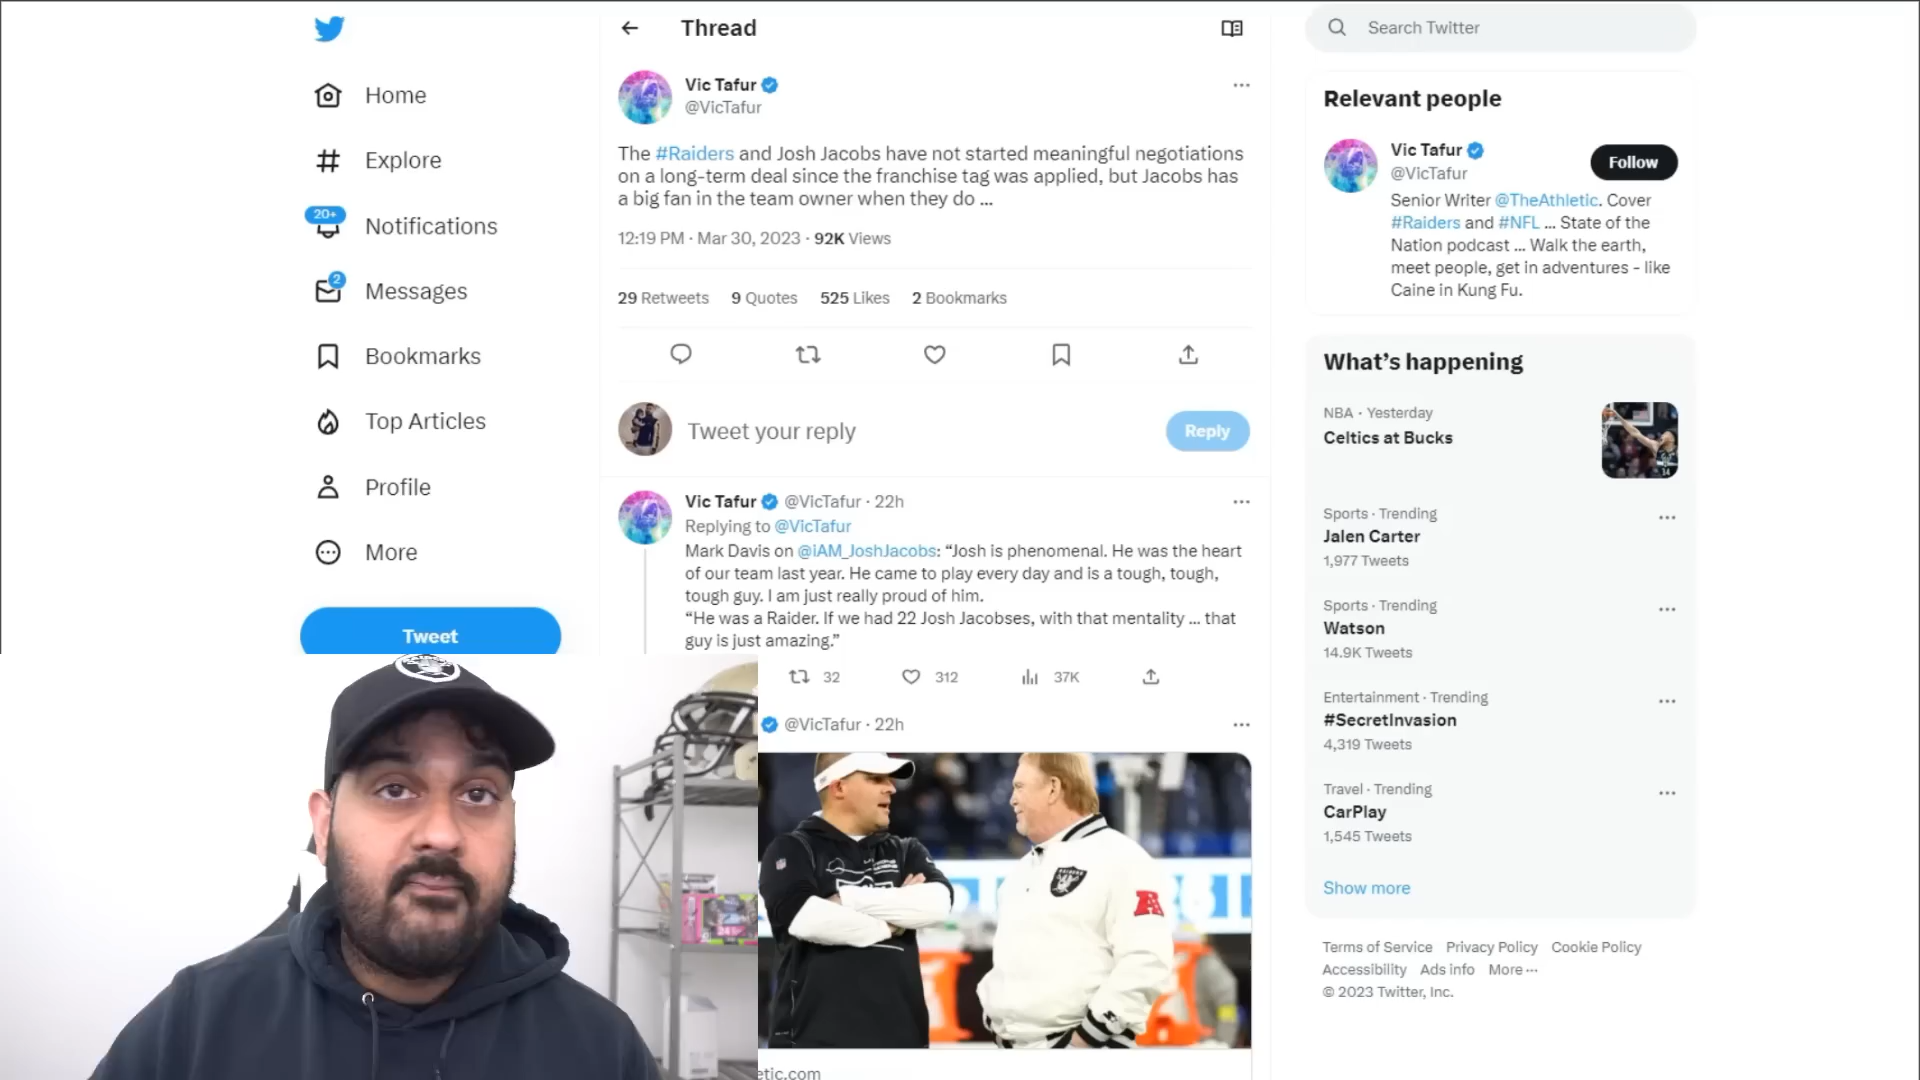 Home
Explore
20+
Notifications
2
Messages
Bookmarks
Top Articles
Profile
More
Tweet
Thread
Vic Tafur
@VicTafur
The #Raiders and Josh Jacobs have not started meaningful negotiations
on a long-term deal since the franchise tag was applied, but Jacobs has
a big fan in the team owner when they do ...
12:19 PM · Mar 30, 2023 · 92K Views
29 Retweets 9 Quotes 525 Likes 2 Bookmarks
Tweet your reply
Reply
Vic Tafur @VicTafur · 22h
Replying to @VicTafur
Mark Davis on @iAM_JoshJacobs: “Josh is phenomenal. He was the heart
of our team last year. He came to play every day and is a tough, tough,
tough guy. I am just really proud of him.
“He was a Raider. If we had 22 Josh Jacobses, with that mentality ... that
guy is just amazing.”
32 312 37K
@VicTafur · 22h
etic.com
Search Twitter
Relevant people
Vic Tafur
@VicTafur
Follow
Senior Writer @TheAthletic. Cover
#Raiders and #NFL ... State of the
Nation podcast ... Walk the earth,
meet people, get in adventures - like
Caine in Kung Fu.
What’s happening
NBA · Yesterday
Celtics at Bucks
Sports · Trending
Jalen Carter
1,977 Tweets
Sports · Trending
Watson
14.9K Tweets
Entertainment · Trending
#SecretInvasion
4,319 Tweets
Travel · Trending
CarPlay
1,545 Tweets
Show more
Terms of Service Privacy Policy Cookie Policy
Accessibility Ads info More ···
© 2023 Twitter, Inc.